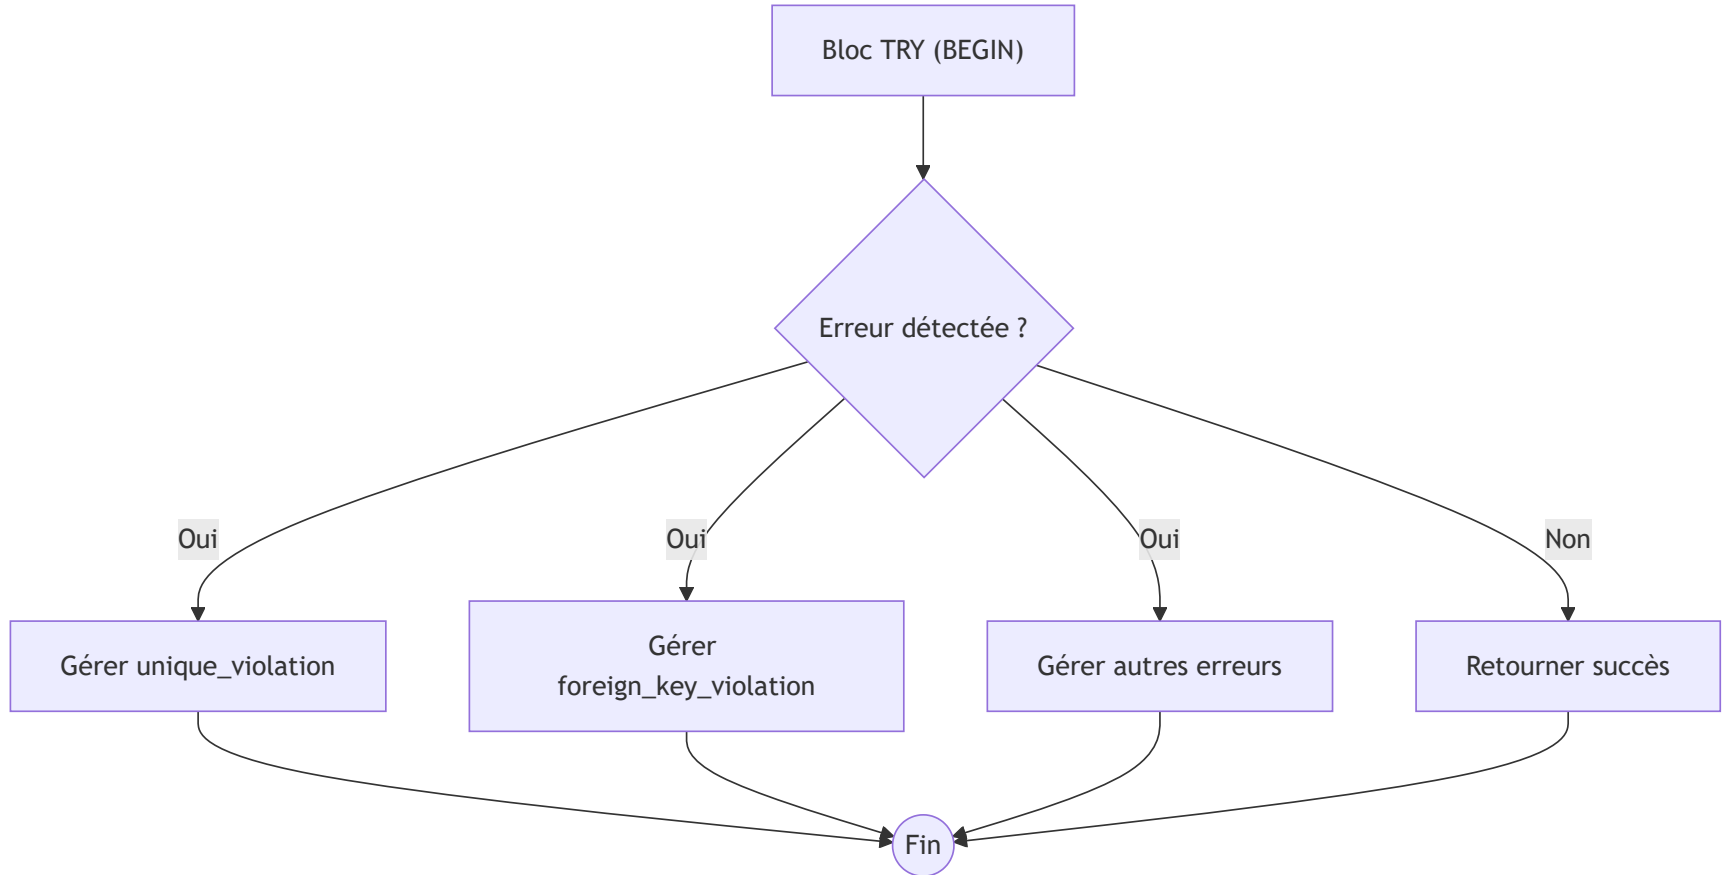 Bloc TRY (BEGIN)
Erreur détectée ?
Oui
Oui
Oui
Non
Gérer unique_violation
Gérer
foreign_key_violation
Gérer autres erreurs
Retourner succès
Fin